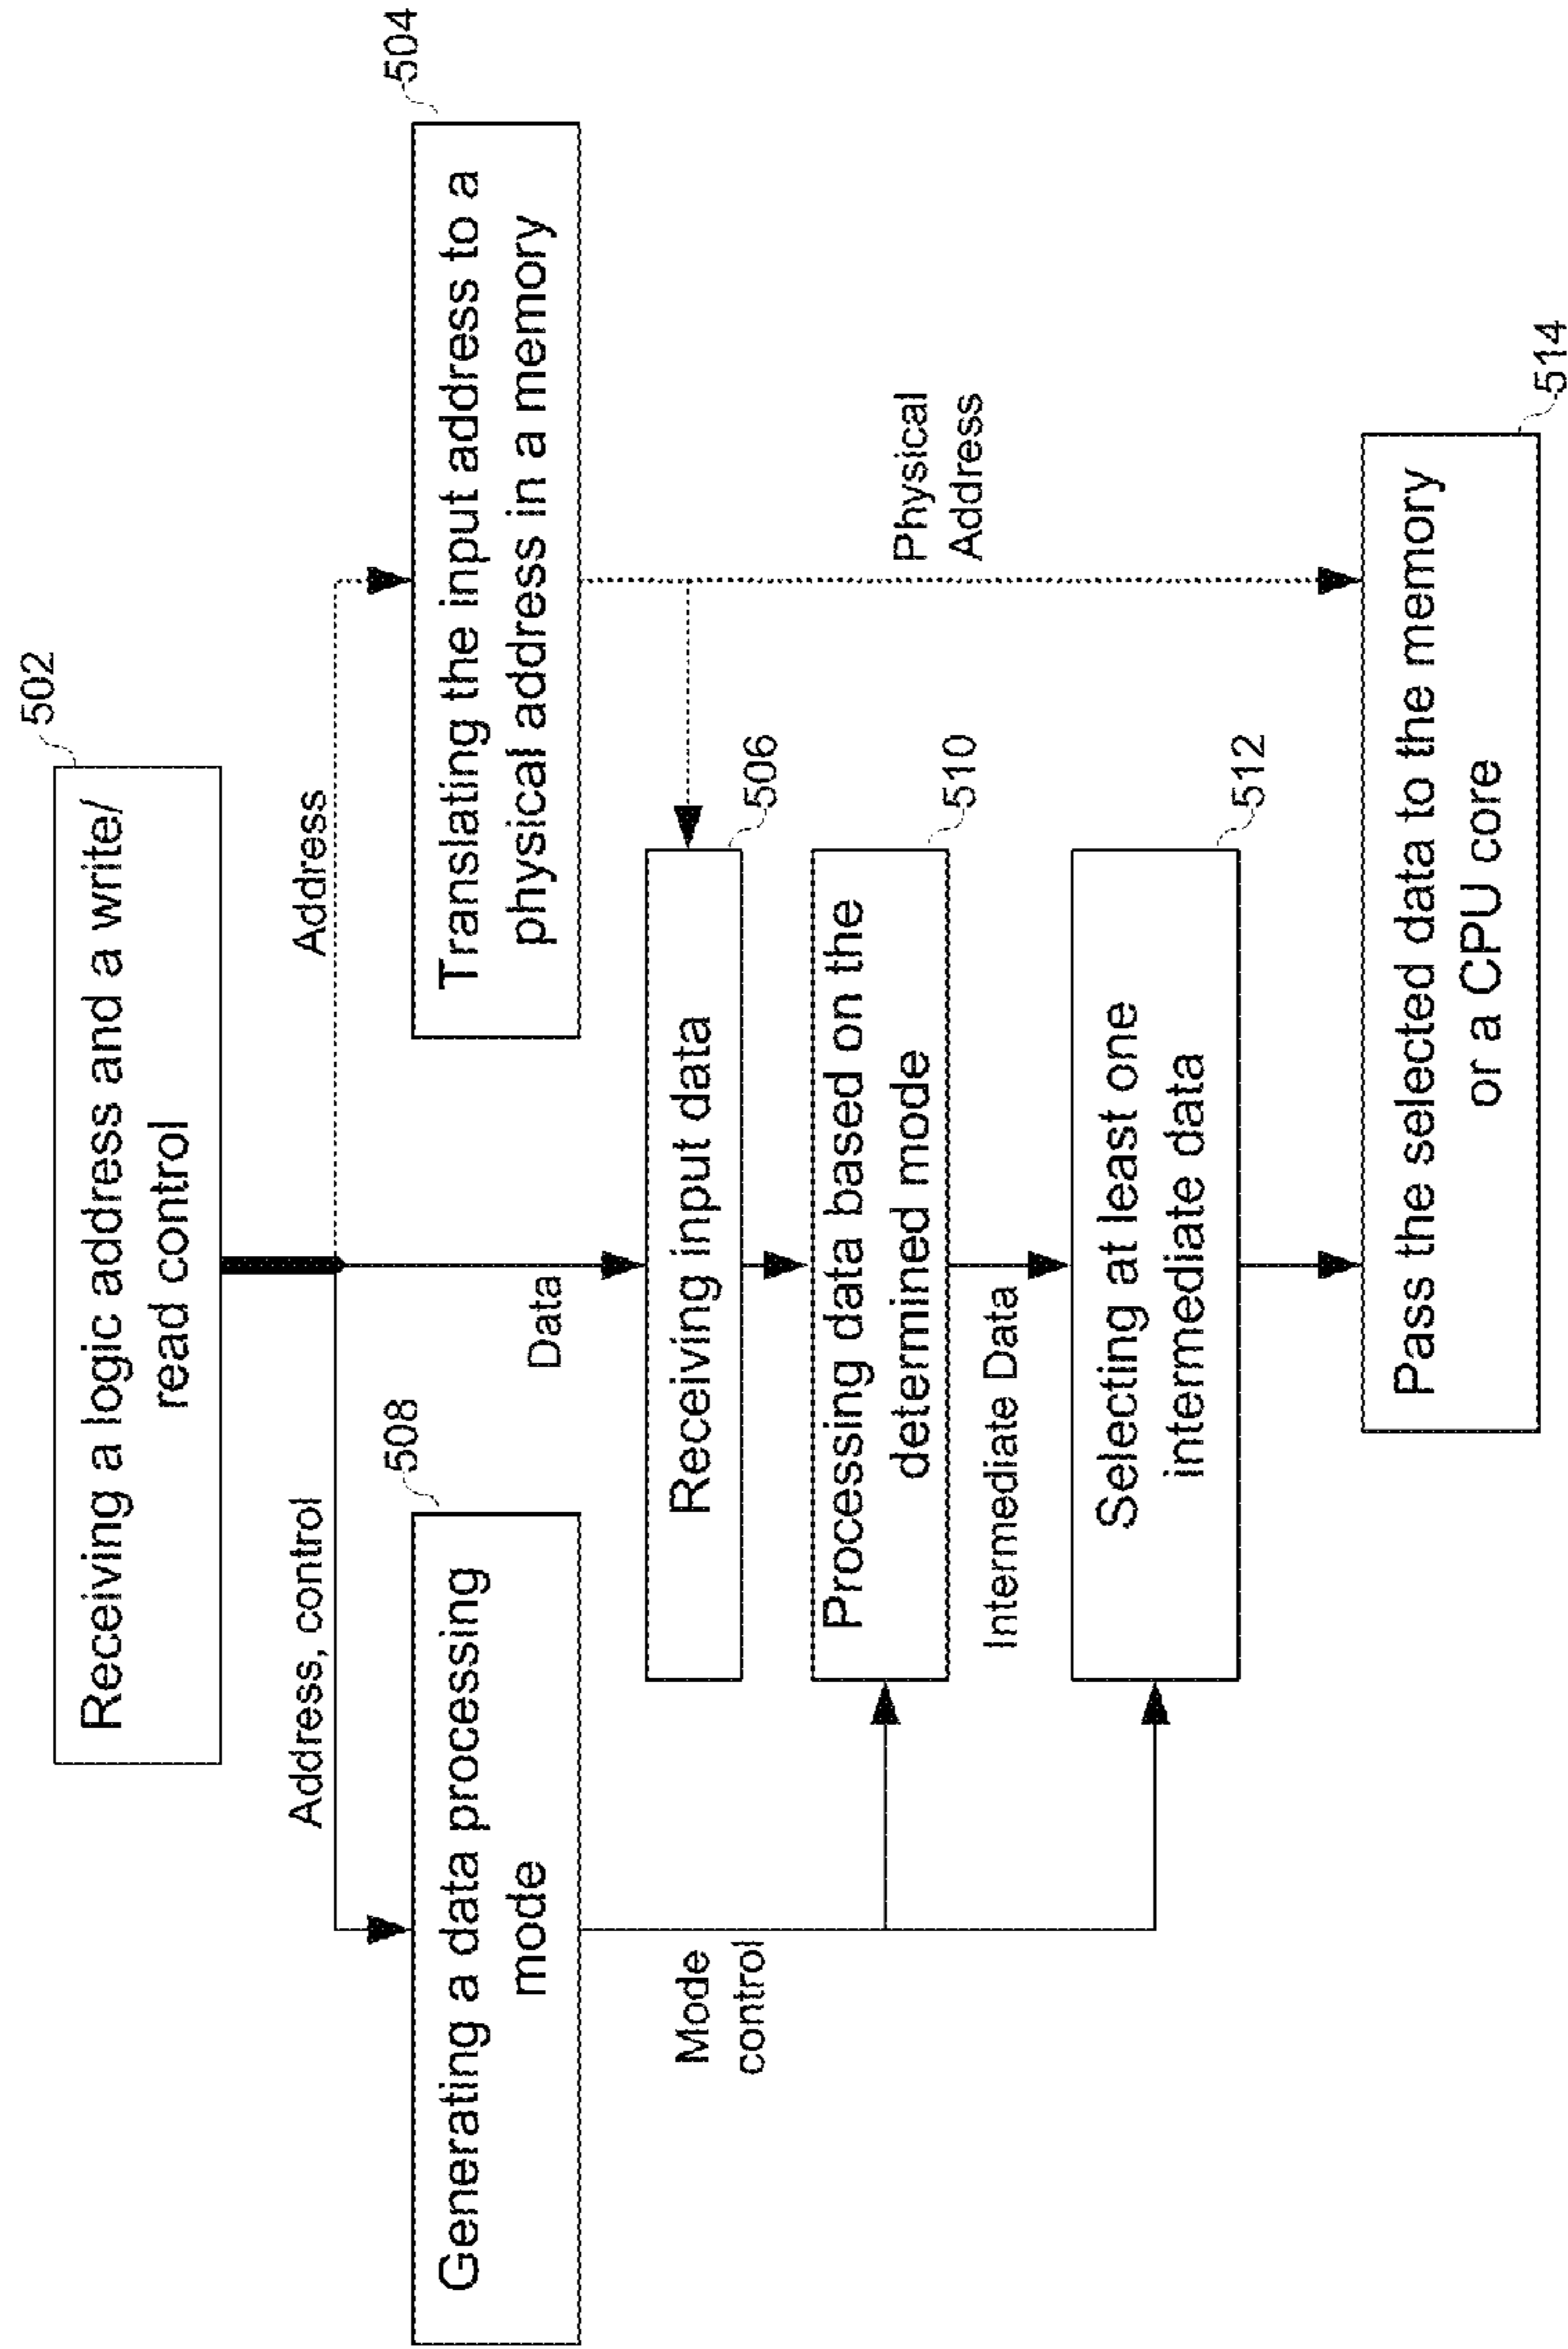 502
Receiving a logic address and a write/
read control
Address, control
Address
508
Generating a data processing
mode
504
Translating the input address to a
physical address in a memory
Data
Mode
control
506
Receiving input data
Physical
Address
510
Processing data based on the
determined mode
Intermediate Data
512
Selecting at least one
intermediate data
514
Pass the selected data to the memory
or a CPU core